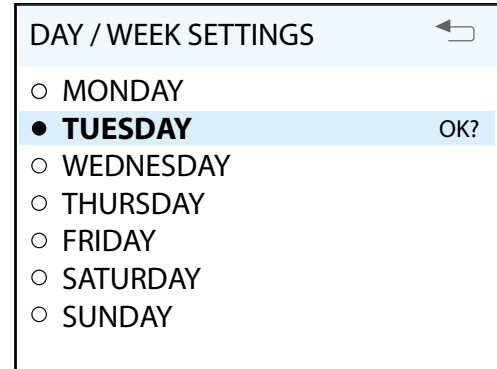 DAY / WEEK SETTINGS
MONDAY
TUESDAY OK?
WEDNESDAY
THURSDAY
FRIDAY
SATURDAY
SUNDAY